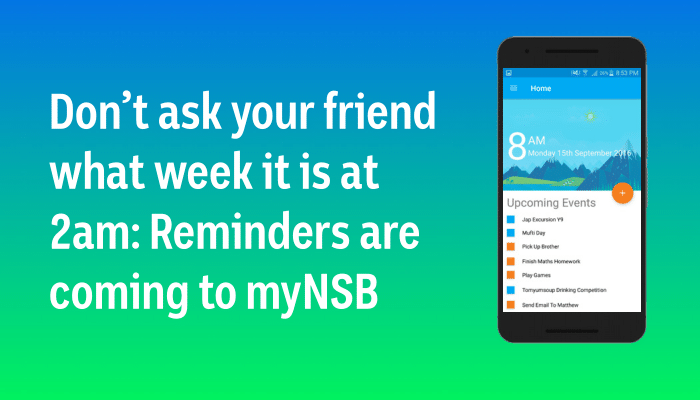 Don't ask your friend
what week it is at
2am: Reminders are
coming to myNSB
26% 8:53 PM
Home
8 AM
Monday 15th September 2016
+
Upcoming Events
Jap Excursion Y9
Mufti Day
Pick Up Brother
Finish Maths Homework
Play Games
Tomyumsoup Drinking Competition
Send Email To Matthew